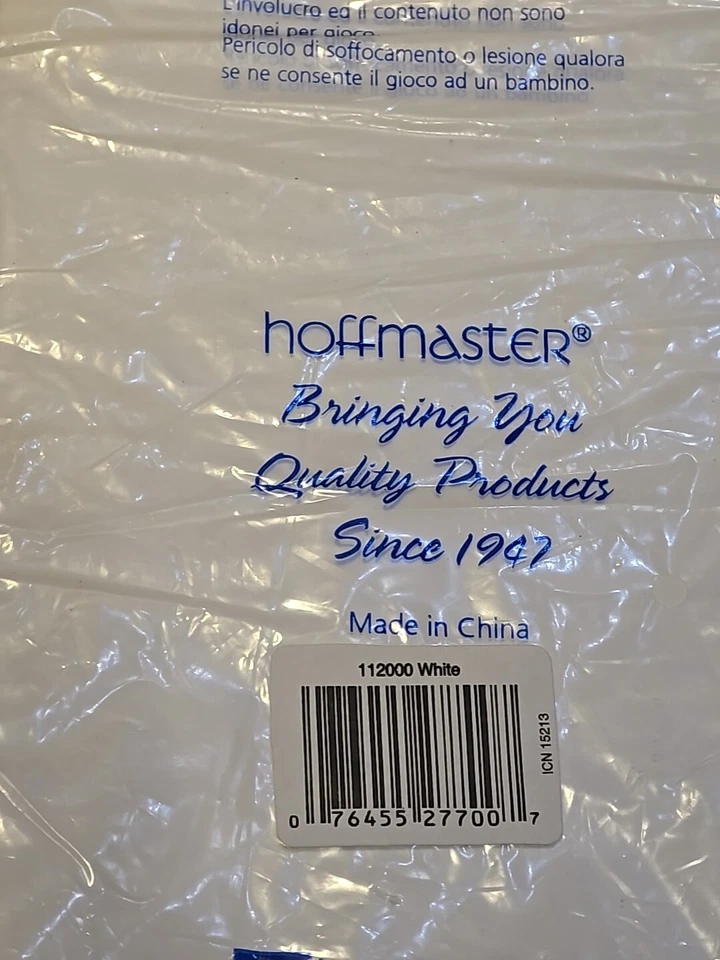 L'involucro ed il contenuto non sono
idonei per gioco.
Pericolo di soffocamento o lesione qualora
se ne consente il gioco ad un bambino.
hoffmaster®
Bringing You
Quality Products
Since 1947
Made in China
112000 White
ICN 15213
0 76455 27700 7